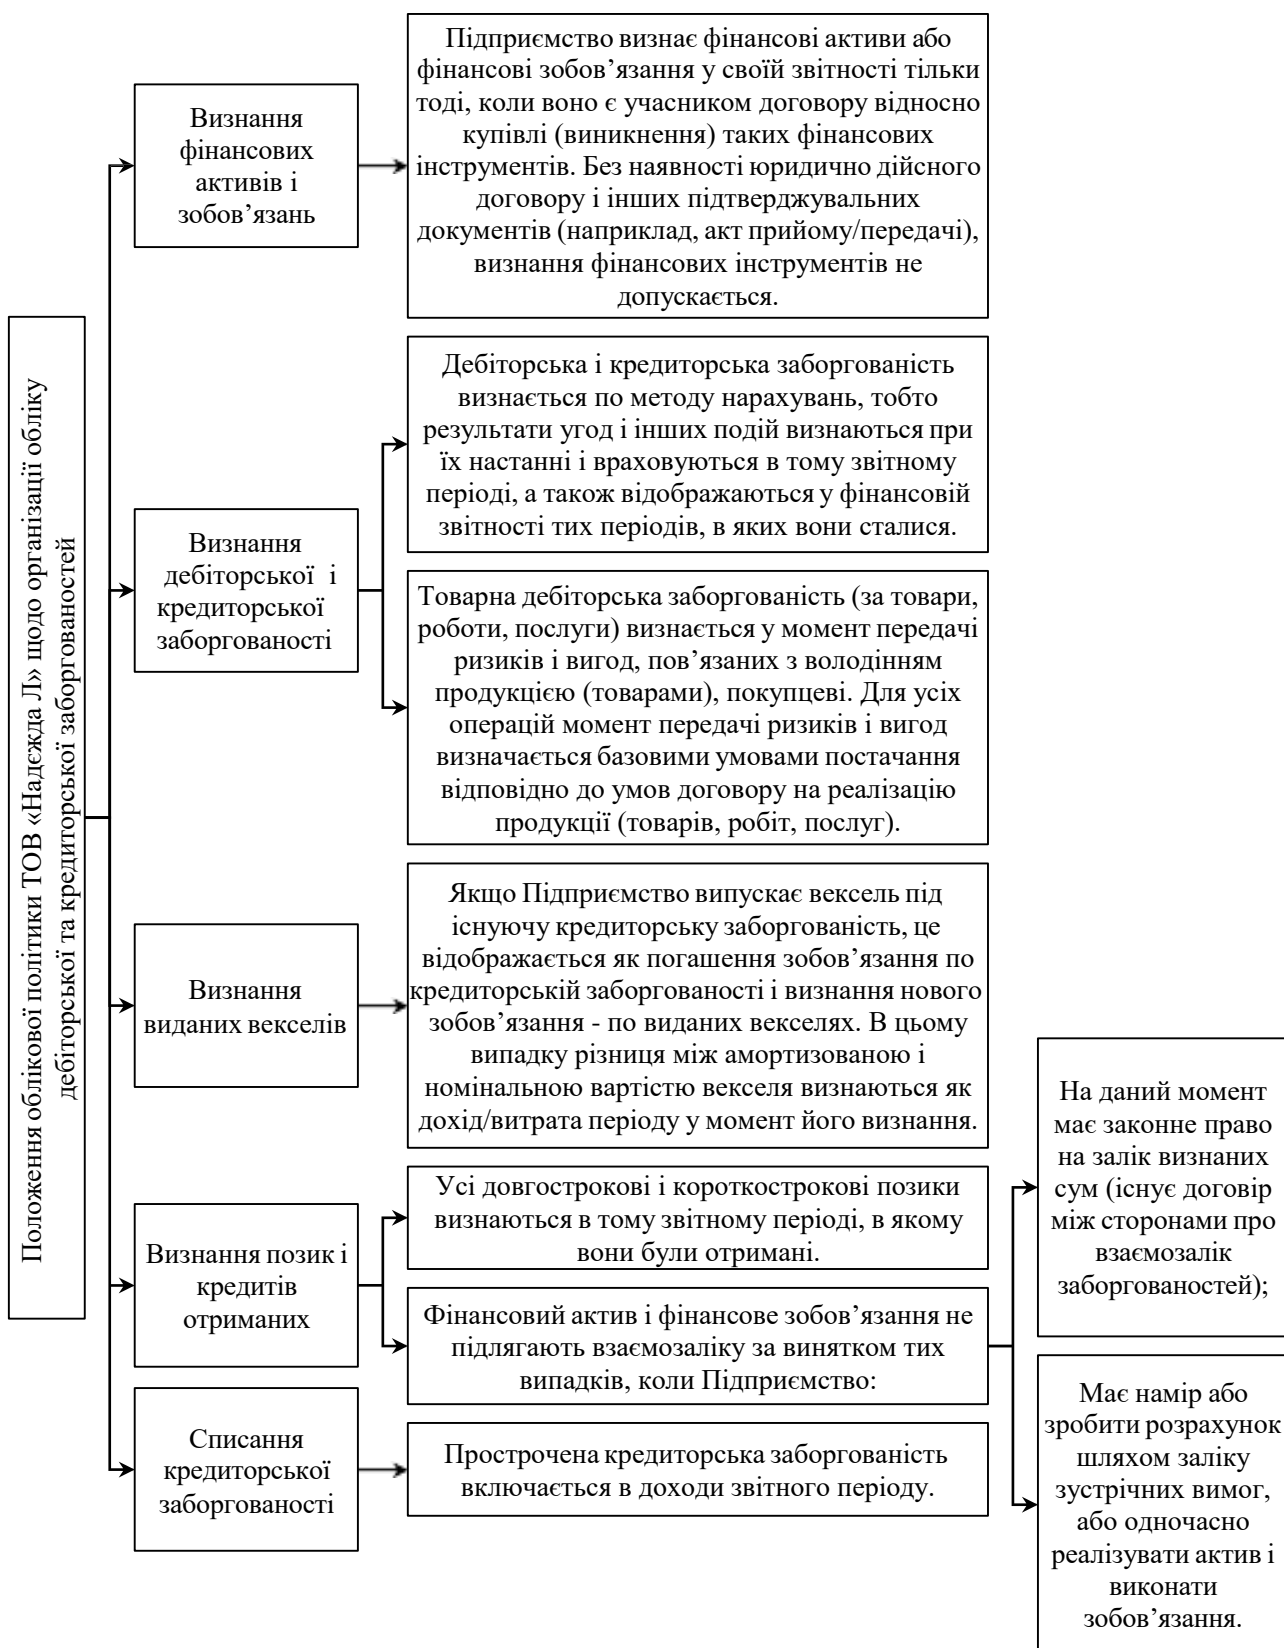 Положення облікової політики ТОВ «Надєжда Л» щодо організації обліку
дебіторської та кредиторської заборгованостей
Визнання
фінансових
активів і
зобов’язань
Підприємство визнає фінансові активи або
фінансові зобов’язання у своїй звітності тільки
тоді, коли воно є учасником договору відносно
купівлі (виникнення) таких фінансових
інструментів. Без наявності юридично дійсного
договору і інших підтверджувальних
документів (наприклад, акт прийому/передачі),
визнання фінансових інструментів не
допускається.
Визнання
дебіторської і
кредиторської
заборгованості
Дебіторська і кредиторська заборгованість
визнається по методу нарахувань, тобто
результати угод і інших подій визнаються при
їх настанні і враховуються в тому звітному
періоді, а також відображаються у фінансовій
звітності тих періодів, в яких вони сталися.
Товарна дебіторська заборгованість (за товари,
роботи, послуги) визнається у момент передачі
ризиків і вигод, пов’язаних з володінням
продукцією (товарами), покупцеві. Для усіх
операцій момент передачі ризиків і вигод
визначається базовими умовами постачання
відповідно до умов договору на реалізацію
продукції (товарів, робіт, послуг).
Визнання
виданих векселів
Якщо Підприємство випускає вексель під
існуючу кредиторську заборгованість, це
відображається як погашення зобов’язання по
кредиторській заборгованості і визнання нового
зобов’язання - по виданих векселях. В цьому
випадку різниця між амортизованою і
номінальною вартістю векселя визнаються як
дохід/витрата періоду у момент його визнання.
Визнання позик і
кредитів
отриманих
Усі довгострокові і короткострокові позики
визнаються в тому звітному періоді, в якому
вони були отримані.
Фінансовий актив і фінансове зобов’язання не
підлягають взаємозаліку за винятком тих
випадків, коли Підприємство:
На даний момент
має законне право
на залік визнаних
сум (існує договір
між сторонами про
взаємозалік
заборгованостей);
Має намір або
зробити розрахунок
шляхом заліку
зустрічних вимог,
або одночасно
реалізувати актив і
виконати
зобов’язання.
Списання
кредиторської
заборгованості
Прострочена кредиторська заборгованість
включається в доходи звітного періоду.